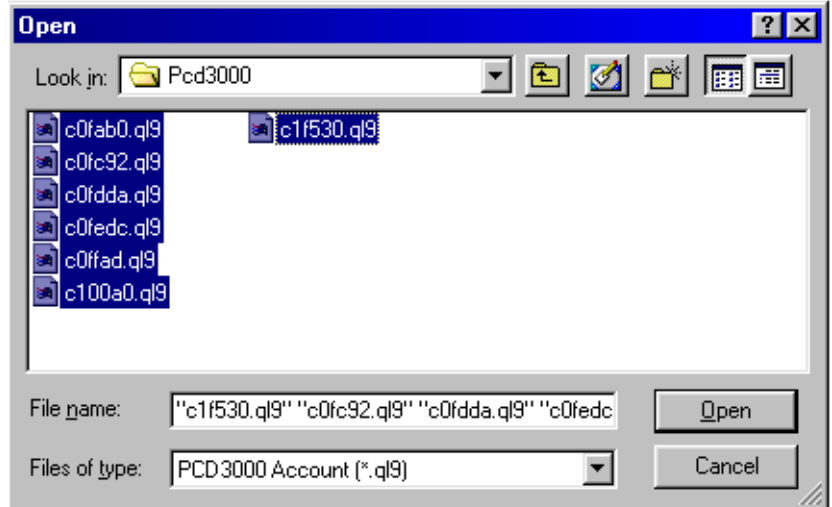 Open
Look in: Pcd3000
c0fab0.ql9
c0fc92.ql9
c0fdda.ql9
c0fedc.ql9
c0ffad.ql9
c100a0.ql9
c1f530.ql9
File name: "c1f530.ql9" "c0fc92.ql9" "c0fdda.ql9" "c0fedc
Open
Files of type: PCD3000 Account (*.ql9)
Cancel